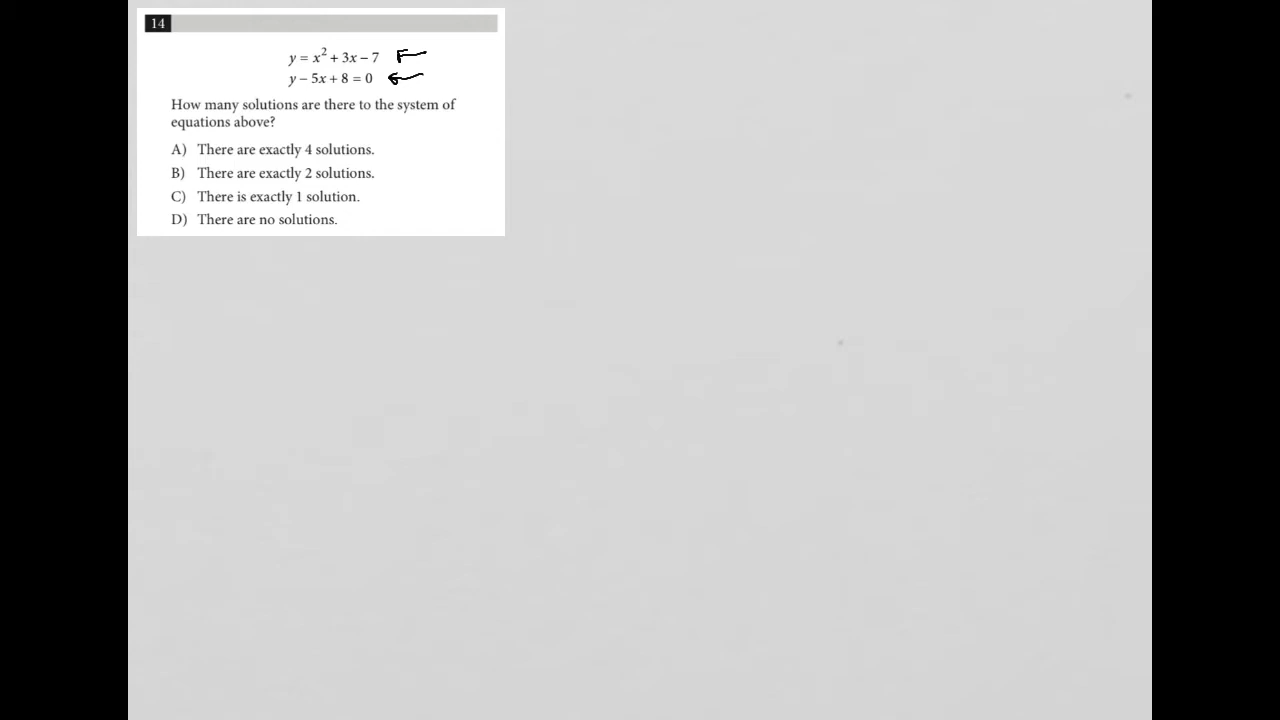 14
y = x² + 3x − 7
y − 5x + 8 = 0
How many solutions are there to the system of
equations above?
A) There are exactly 4 solutions.
B) There are exactly 2 solutions.
C) There is exactly 1 solution.
D) There are no solutions.